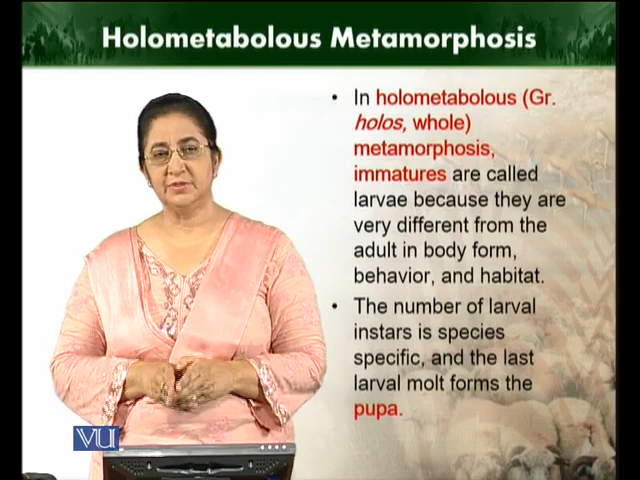 Holometabolous Metamorphosis
• In holometabolous (Gr.
holos, whole)
metamorphosis,
immatures are called
larvae because they are
very different from the
adult in body form,
behavior, and habitat.
• The number of larval
instars is species
specific, and the last
larval molt forms the
pupa.
VU